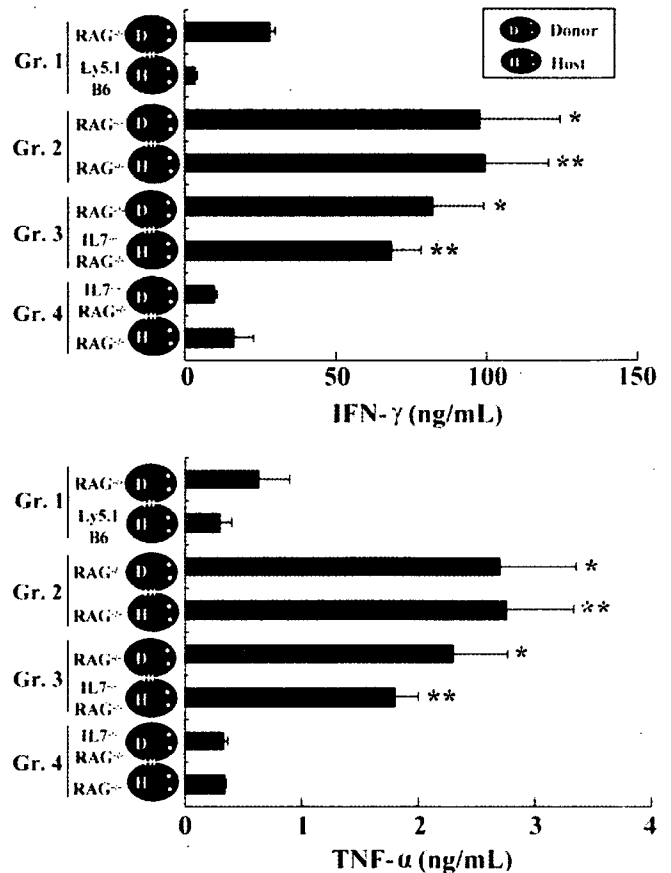 D Donor
H Host
Gr. 1
RAG-/- D
Ly5.1
B6
H
Gr. 2
RAG-/- D
RAG-/- H
Gr. 3
RAG-/- D
IL7-/-
RAG-/-
H
Gr. 4
IL7-/-
RAG-/-
D
RAG-/- H
*
**
*
**
0 50 100 150
IFN-γ (ng/mL)
Gr. 1
RAG-/- D
Ly5.1
B6
H
Gr. 2
RAG-/- D
RAG-/- H
Gr. 3
RAG-/- D
IL7-/-
RAG-/-
H
Gr. 4
IL7-/-
RAG-/-
D
RAG-/- H
*
**
*
**
0 1 2 3 4
TNF-α (ng/mL)